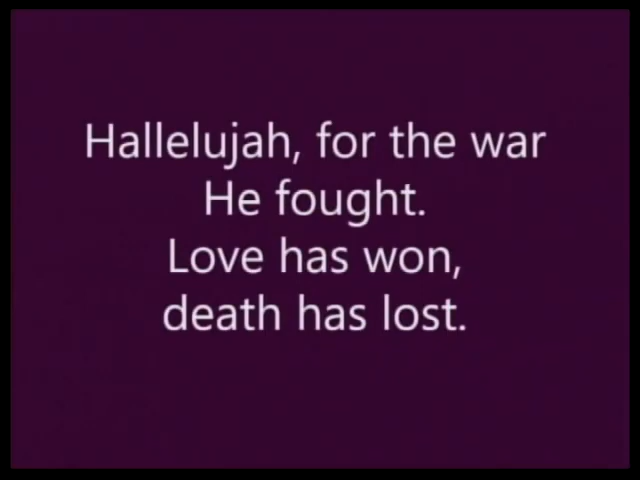 Hallelujah, for the war
He fought.
Love has won,
death has lost.